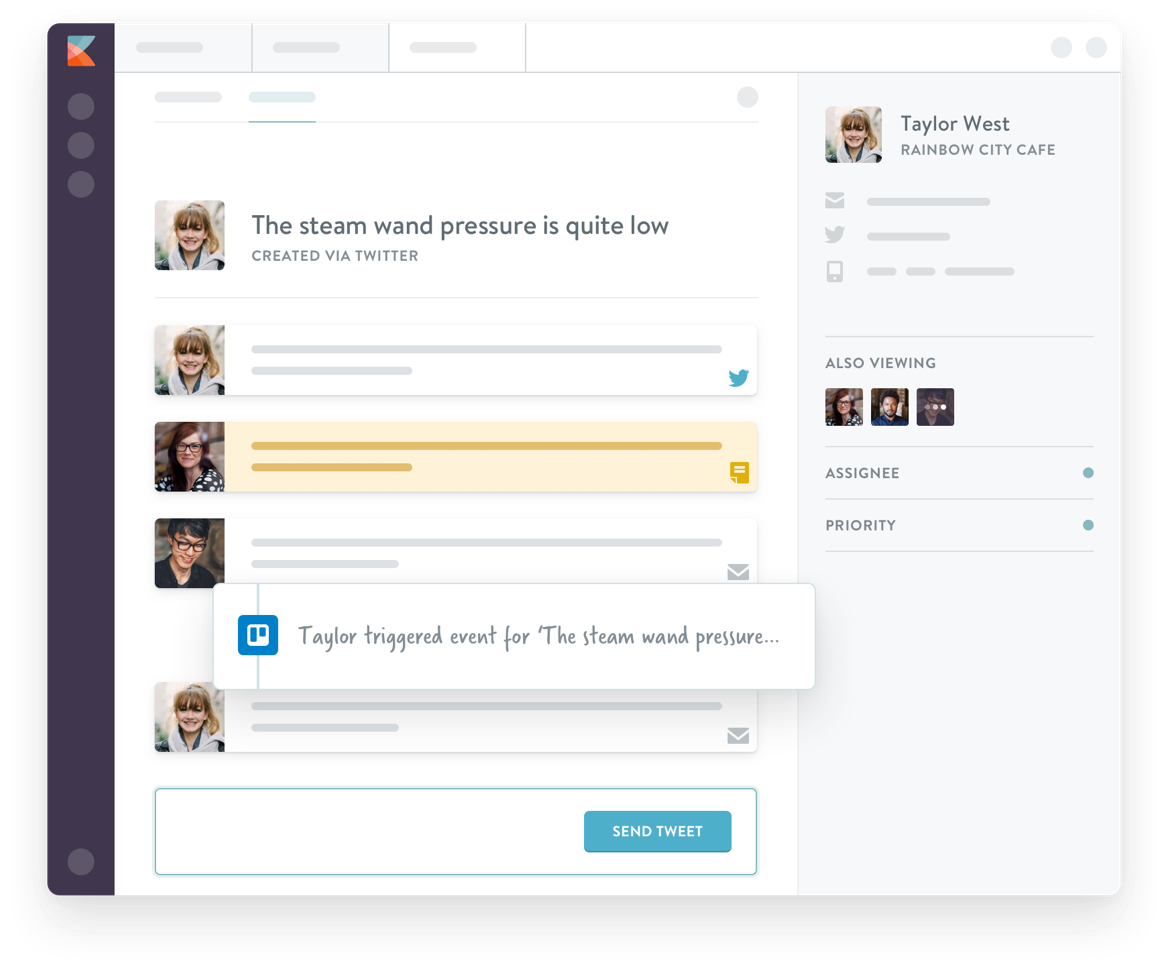 The steam wand pressure is quite low
CREATED VIA TWITTER
Taylor triggered event for ‘The steam wand pressure...
SEND TWEET
Taylor West
RAINBOW CITY CAFE
ALSO VIEWING
ASSIGNEE
PRIORITY